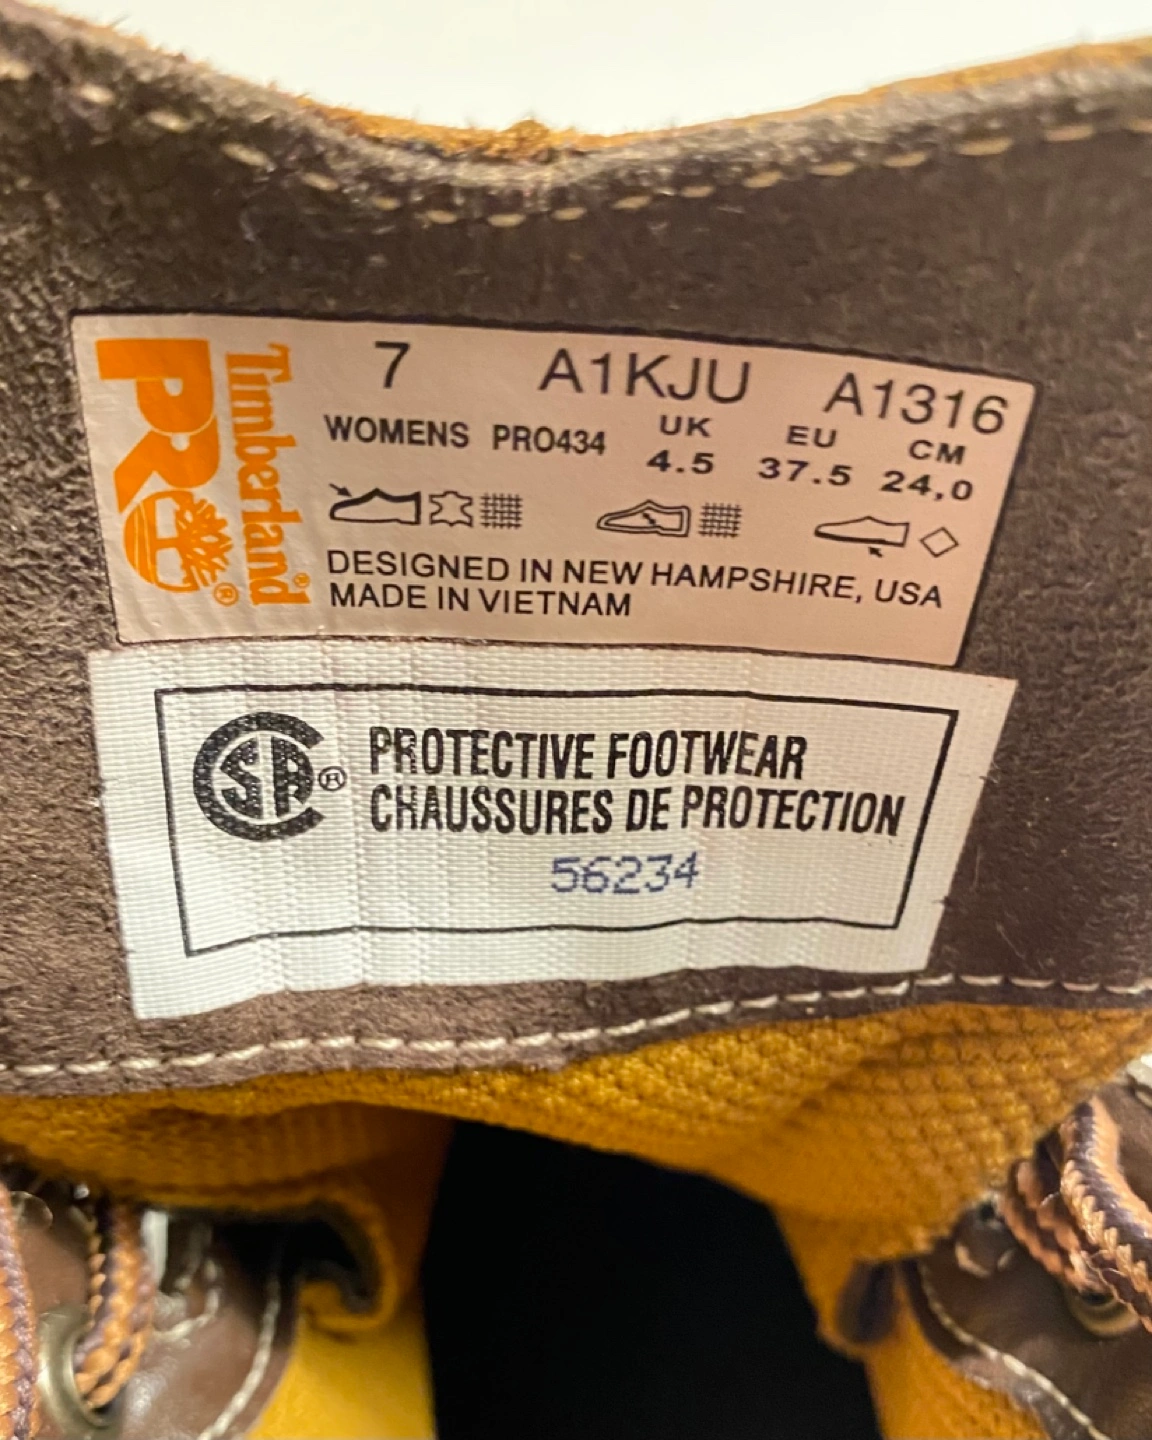 PRO® Timberland®
7 A1KJU A1316
WOMENS PRO434 UK 4.5 EU 37.5 CM 24,0
DESIGNED IN NEW HAMPSHIRE, USA
MADE IN VIETNAM
CSA® PROTECTIVE FOOTWEAR
CHAUSSURES DE PROTECTION
56234